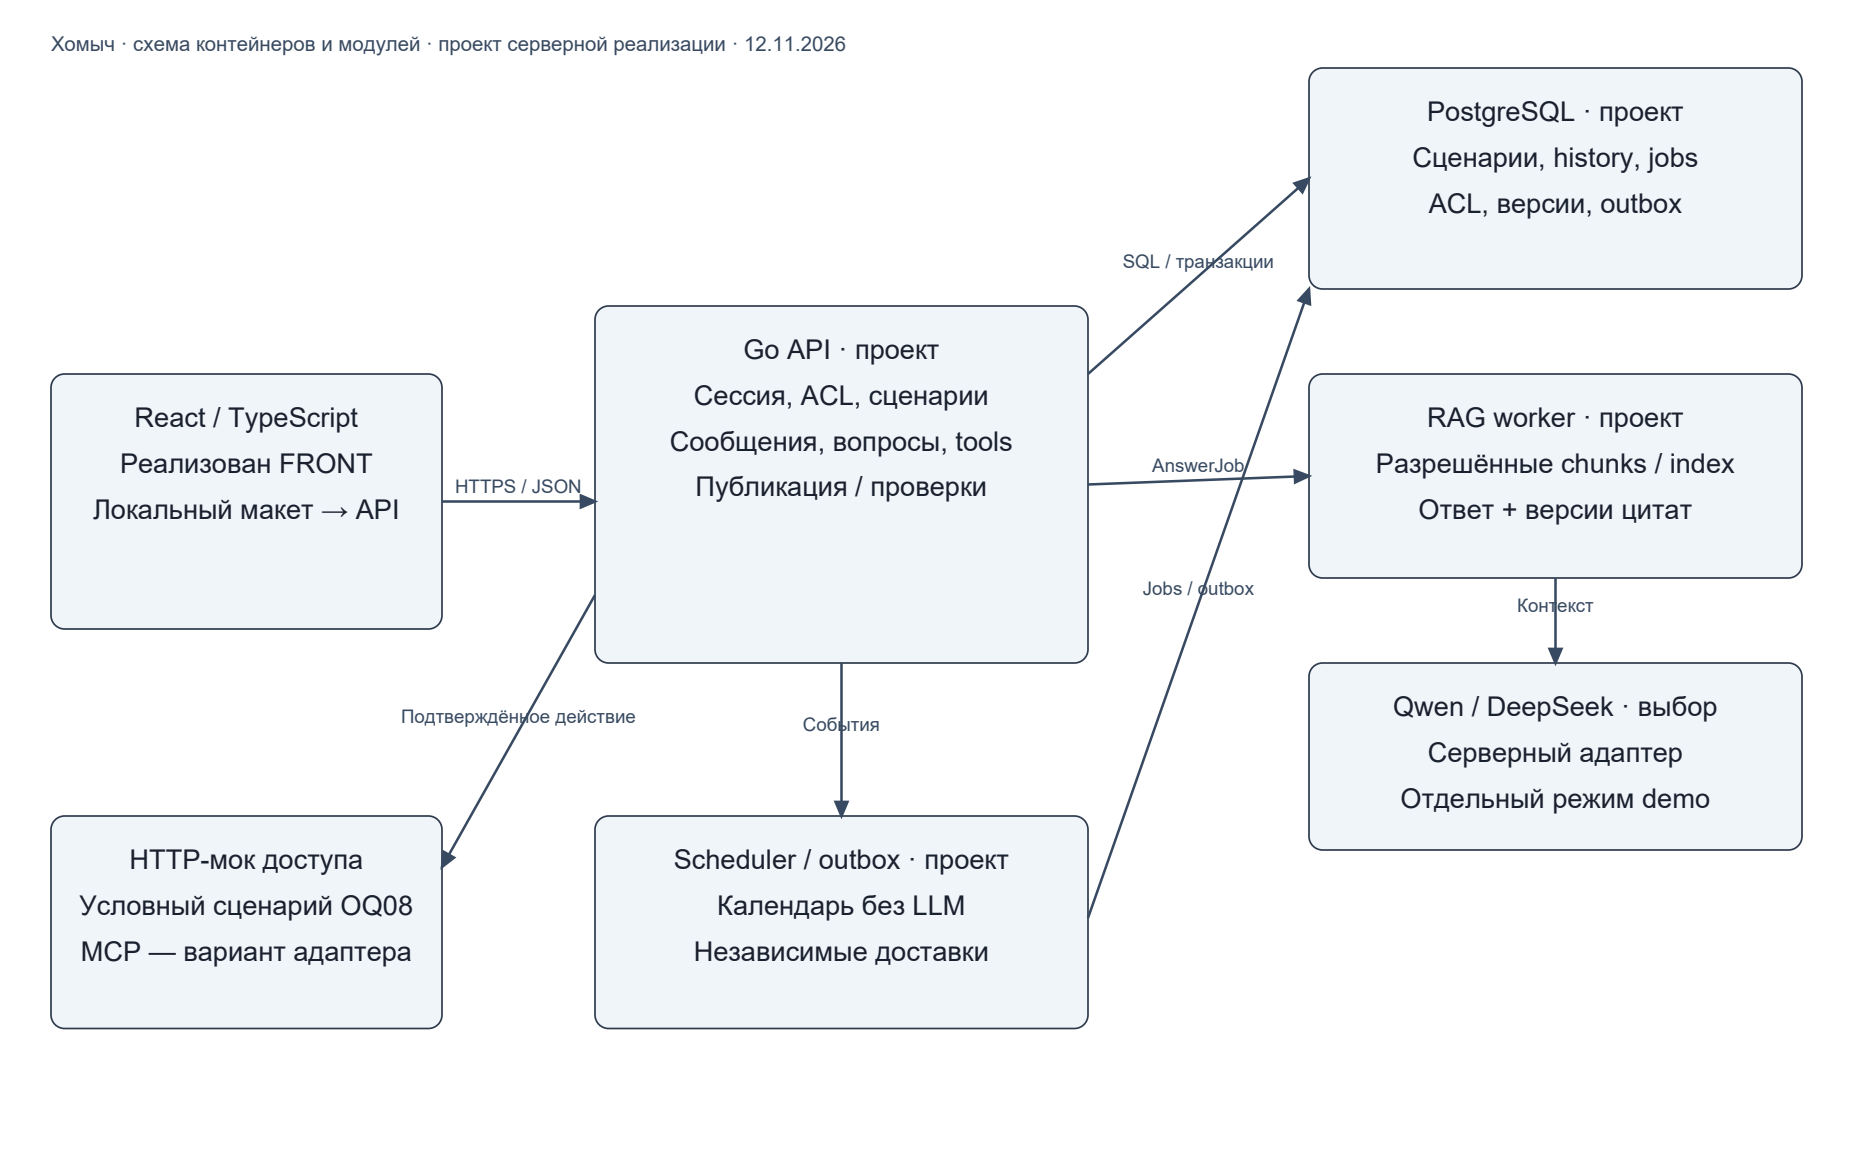 Хомыч · схема контейнеров и модулей · проект серверной реализации · 12.11.2026
PostgreSQL · проект
Сценарии, history, jobs
ACL, версии, outbox
SQL / транзакции
Go API · проект
Сессия, ACL, сценарии
Сообщения, вопросы, tools
Публикация / проверки
React / TypeScript
Реализован FRONT
Локальный макет → API
HTTPS / JSON
AnswerJob
RAG worker · проект
Разрешённые chunks / index
Ответ + версии цитат
Jobs / outbox
Контекст
Qwen / DeepSeek · выбор
Серверный адаптер
Отдельный режим demo
Подтверждённое действие
События
HTTP-мок доступа
Условный сценарий OQ08
MCP — вариант адаптера
Scheduler / outbox · проект
Календарь без LLM
Независимые доставки